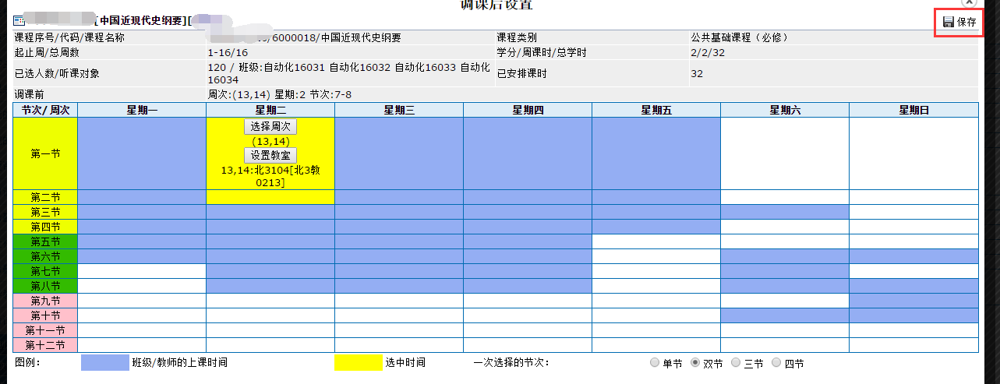 调课后设置
[中国近现代史纲要][
保存
课程序号/代码/课程名称 /6000018/中国近现代史纲要 课程类别 公共基础课程（必修）
起止周/总周数 1-16/16 学分/周课时/总学时 2/2/32
已选人数/听课对象 120 / 班级:自动化16031 自动化16032 自动化16033 自动化
16034 已安排课时 32
调课前 周次:(13,14) 星期:2 节次:7-8
节次/周次 星期一 星期二 星期三 星期四 星期五 星期六 星期日
选择周次
(13,14)
第一节 设置教室
13,14:北3104[北3教
0213]
第二节
第三节
第四节
第五节
第六节
第七节
第八节
第九节
第十节
第十一节
第十二节
图例： 班级/教师的上课时间 选中时间 一次选择的节次： 单节 双节 三节 四节